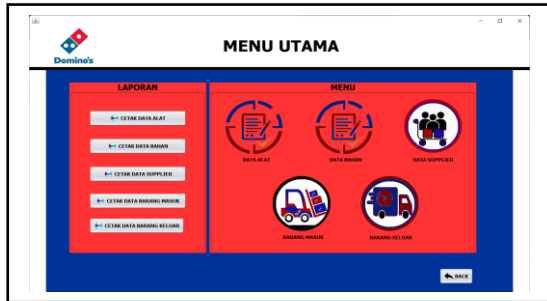 Domino's
MENU UTAMA
LAPORAN
CETAK DATA ALAT
CETAK DATA BAHAN
CETAK DATA SUPPLIER
CETAK DATA BARANG MASUK
CETAK DATA BARANG KELUAR
MENU
DATA ALAT
DATA BAHAN
DATA SUPPLIER
BARANG MASUK
BARANG KELUAR
BACK